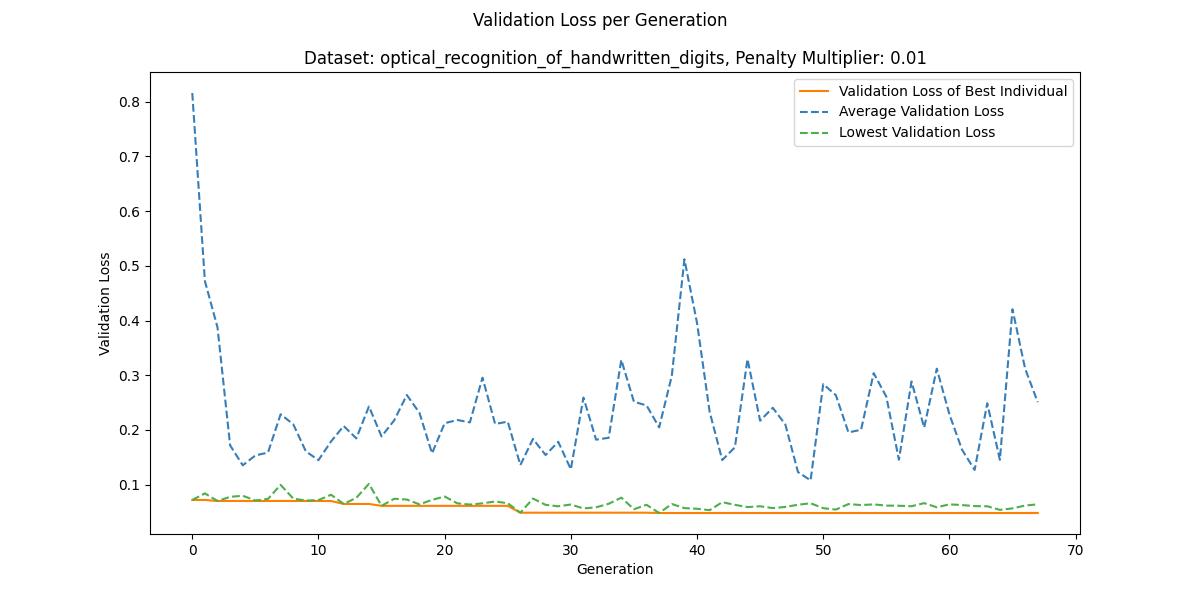 Validation Loss per Generation
Dataset: optical_recognition_of_handwritten_digits, Penalty Multiplier: 0.01
Validation Loss of Best Individual
Average Validation Loss
Lowest Validation Loss
Validation Loss
0.8
0.7
0.6
0.5
0.4
0.3
0.2
0.1
0 10 20 30 40 50 60 70
Generation